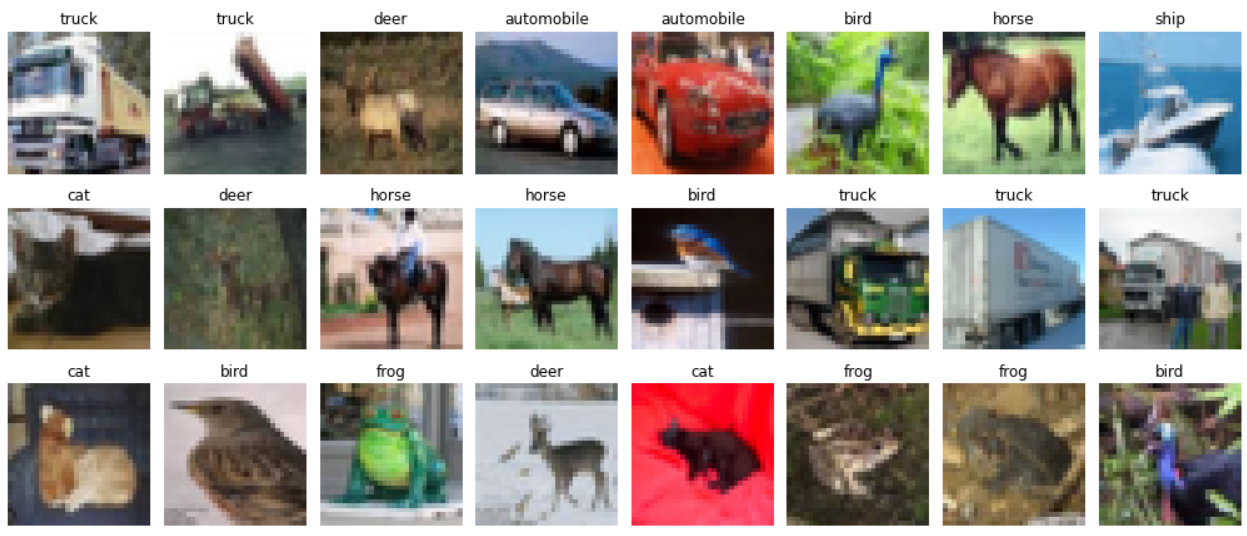 truck truck deer automobile automobile bird horse ship
cat deer horse horse bird truck truck truck
cat bird frog deer cat frog frog bird